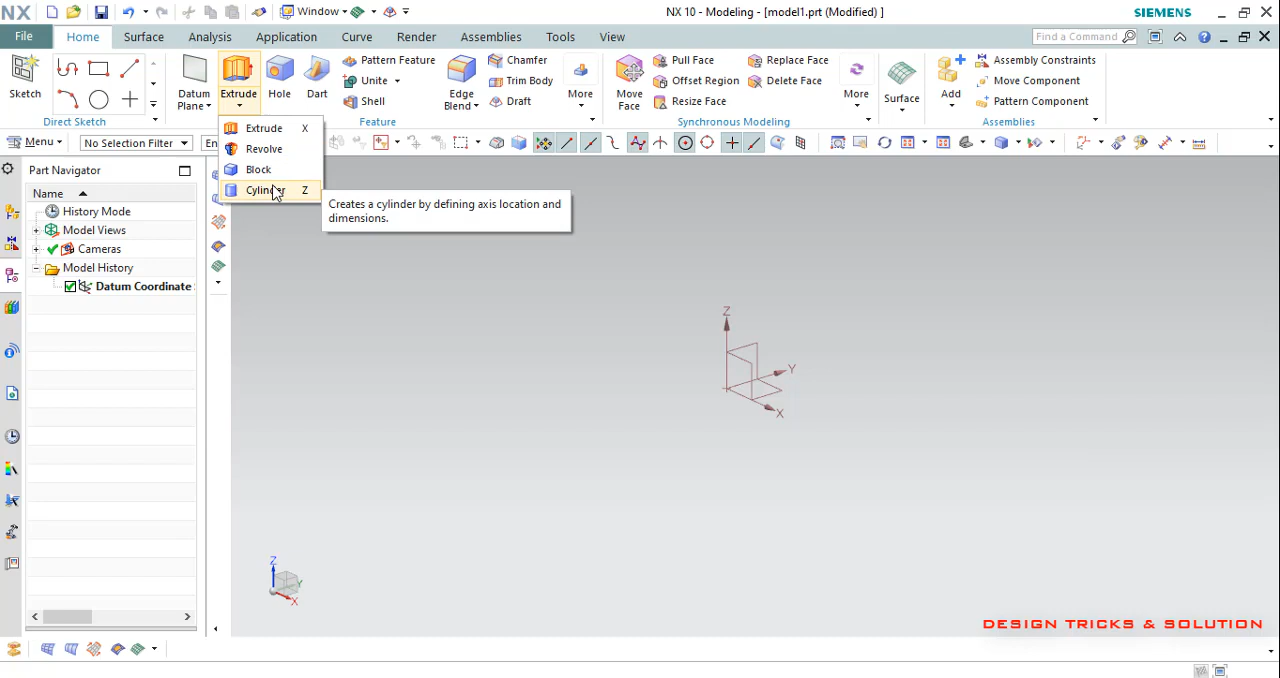 NX
Window
NX 10 - Modeling - [model1.prt (Modified) ]
SIEMENS
File
Home
Surface
Analysis
Application
Curve
Render
Assemblies
Tools
View
Find a Command
Sketch
Direct Sketch
Datum
Plane
Extrude
Hole
Dart
Pattern Feature
Unite
Shell
Edge
Blend
Chamfer
Trim Body
Draft
More
Feature
Move
Face
Pull Face
Offset Region
Resize Face
Replace Face
Delete Face
More
Synchronous Modeling
Surface
Add
Assembly Constraints
Move Component
Pattern Component
Assemblies
Menu
No Selection Filter
En
Extrude X
Revolve
Block
Cylinder Z
Creates a cylinder by defining axis location and
dimensions.
Part Navigator
Name
History Mode
Model Views
Cameras
Model History
Datum Coordinate
Z
Y
X
Z
Y
X
DESIGN TRICKS & SOLUTION